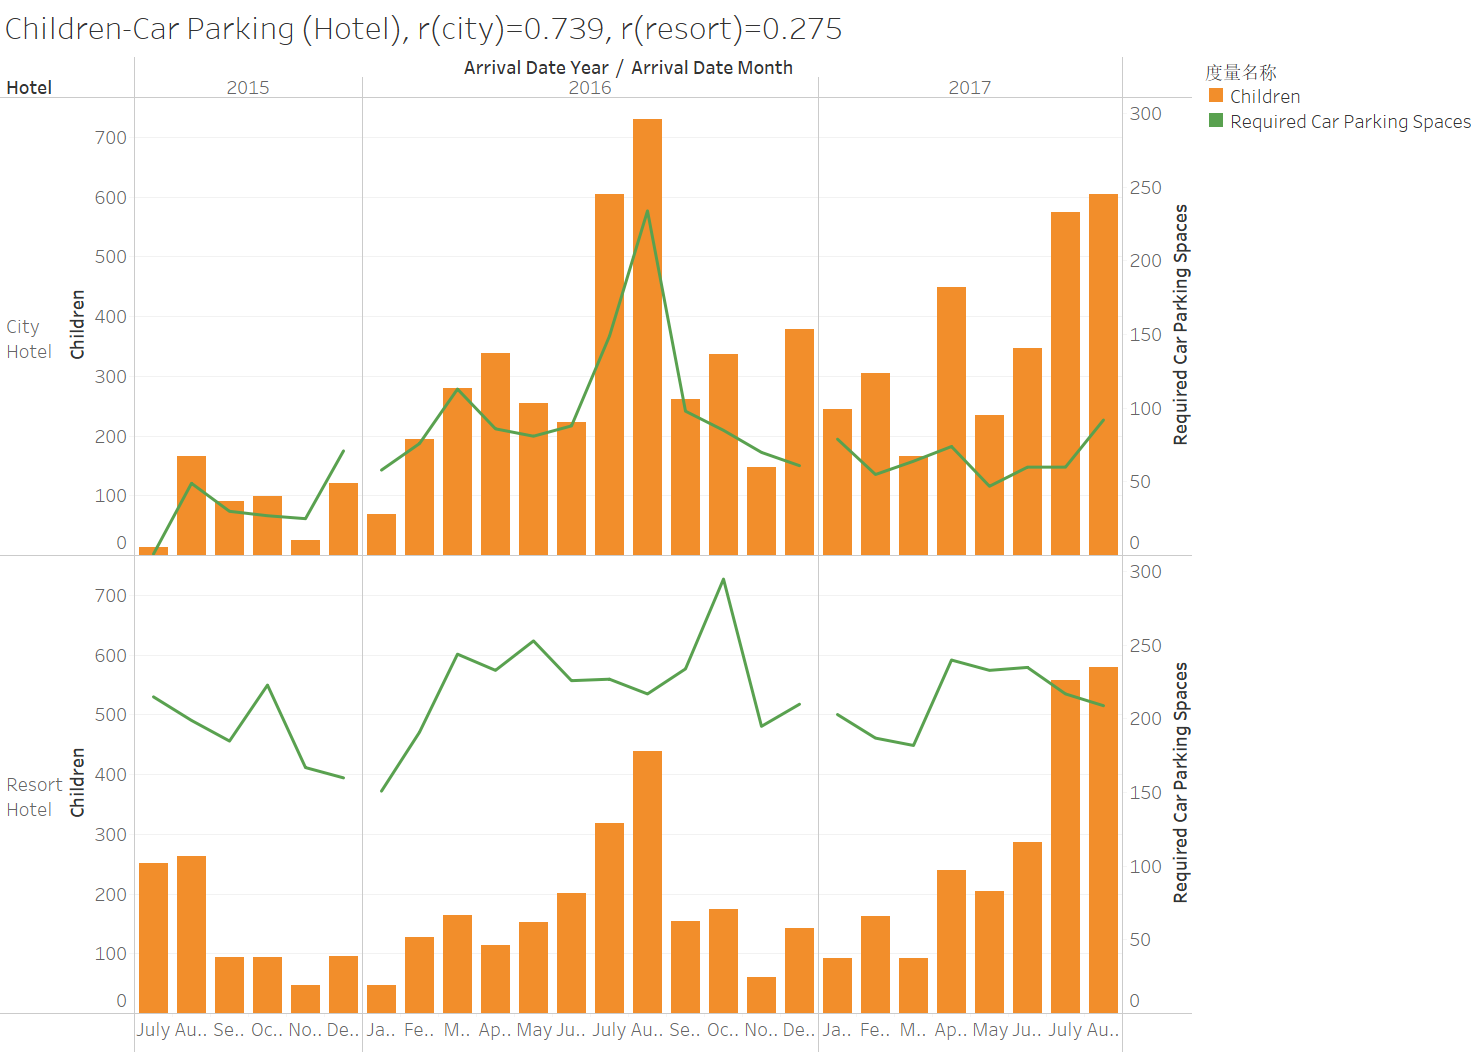 Children-Car Parking (Hotel), r(city)=0.739, r(resort)=0.275
Arrival Date Year / Arrival Date Month
Hotel
2015
2016
2017
度量名称
Children
Required Car Parking Spaces
City
Hotel
Children
700
600
500
400
300
200
100
0
300
250
200
150
100
50
0
Required Car Parking Spaces
Resort
Hotel
Children
700
600
500
400
300
200
100
0
300
250
200
150
100
50
0
Required Car Parking Spaces
July Au.. Se.. Oc.. No.. De.. Ja.. Fe.. M.. Ap.. May Ju.. July Au.. Se.. Oc.. No.. De.. Ja.. Fe.. M.. Ap.. May Ju.. July Au..